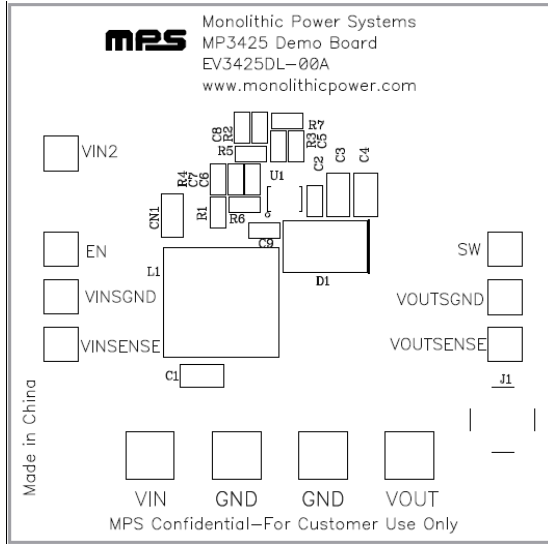 mps
Monolithic Power Systems
MP3425 Demo Board
EV3425DL-00A
www.monolithicpower.com
VIN2
C8
R2
R7
R5
R3
C5
R4
C7
C6
U1
C2
C3
C4
CN1
R1
R6
C9
EN
L1
D1
SW
VINSGND
VOUTSGND
VINSENSE
VOUTSENSE
C1
J1
Made in China
VIN
GND
GND
VOUT
MPS Confidential-For Customer Use Only